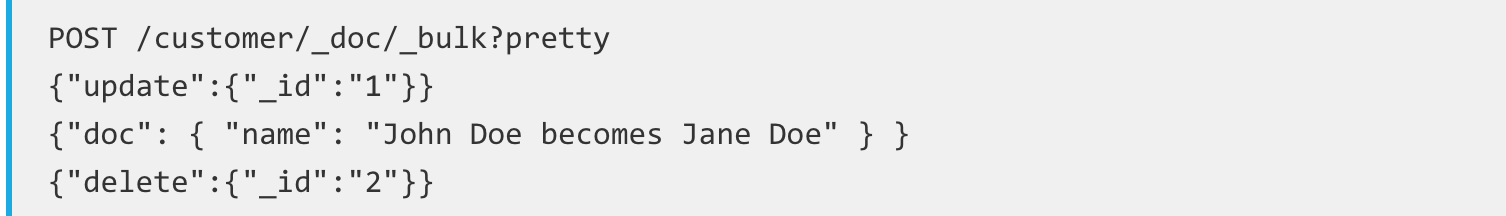 POST /customer/_doc/_bulk?pretty
{"update":{"_id":"1"}}
{"doc": { "name": "John Doe becomes Jane Doe" } }
{"delete":{"_id":"2"}}